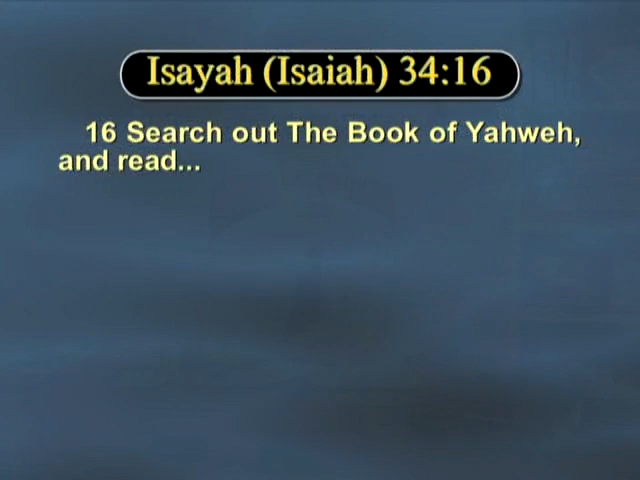 Isayah (Isaiah) 34:16
16 Search out The Book of Yahweh,
and read...